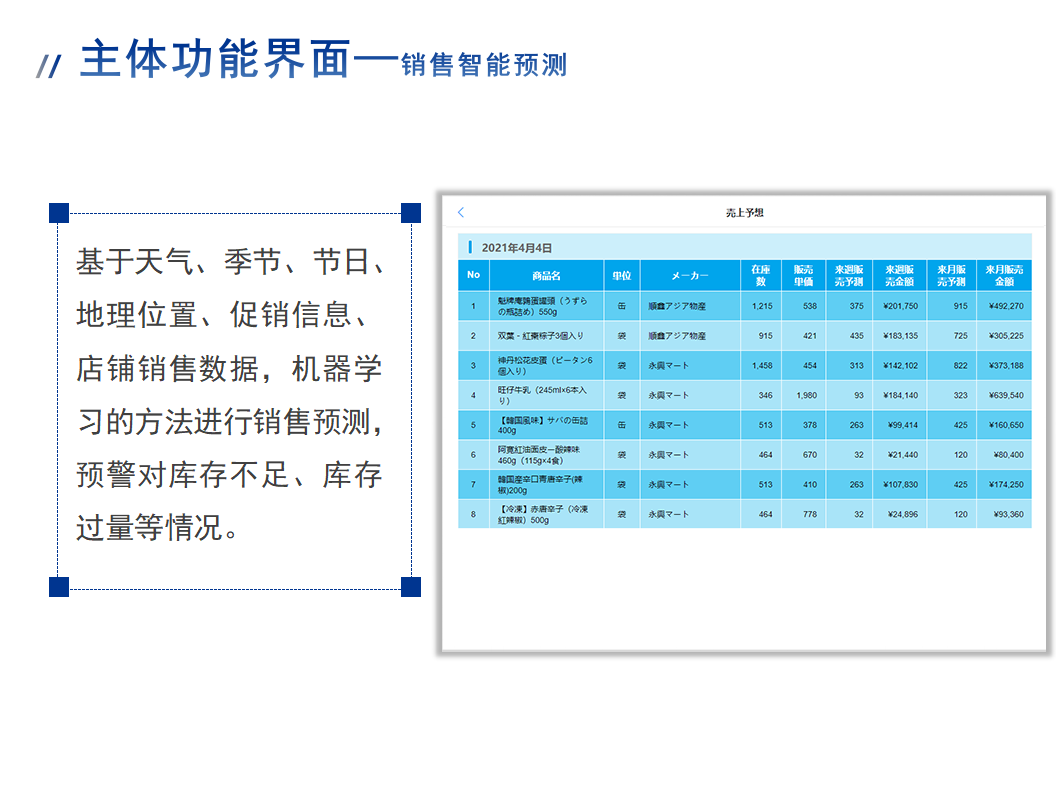 // 主体功能界面—销售智能预测
基于天气、季节、节日、
地理位置、促销信息、
店铺销售数据，机器学
习的方法进行销售预测，
预警对库存不足、库存
过量等情况。
売上予想
2021年4月4日
No 商品名 单位 メーカー 在庫数 販売単価 来週販売予測 来週販売金額 来月販売予測 来月販売金額
1 魁牌庵鶉蛋罐頭（うずらの瓶詰め）550g 缶 順鑫アジア物産 1,215 538 375 ¥201,750 915 ¥492,270
2 双葉 - 紅棗粽子3個入り 袋 順鑫アジア物産 915 421 435 ¥183,135 725 ¥305,225
3 神丹松花皮蛋（ピータン6個入り） 袋 永興マート 1,458 454 313 ¥142,102 822 ¥373,188
4 旺仔牛乳（245ml×6本入り） 袋 永興マート 346 1,980 93 ¥184,140 323 ¥639,540
5 【韓国風味】サバの缶詰400g 缶 永興マート 513 378 263 ¥99,414 425 ¥160,650
6 阿寛紅油面皮ー酸辣味460g（115g×4食） 袋 永興マート 464 670 32 ¥21,440 120 ¥80,400
7 韓国産辛口青唐辛子(辣椒)200g 袋 永興マート 513 410 263 ¥107,830 425 ¥174,250
8 【冷凍】赤唐辛子（冷凍紅辣椒）500g 袋 永興マート 464 778 32 ¥24,896 120 ¥93,360